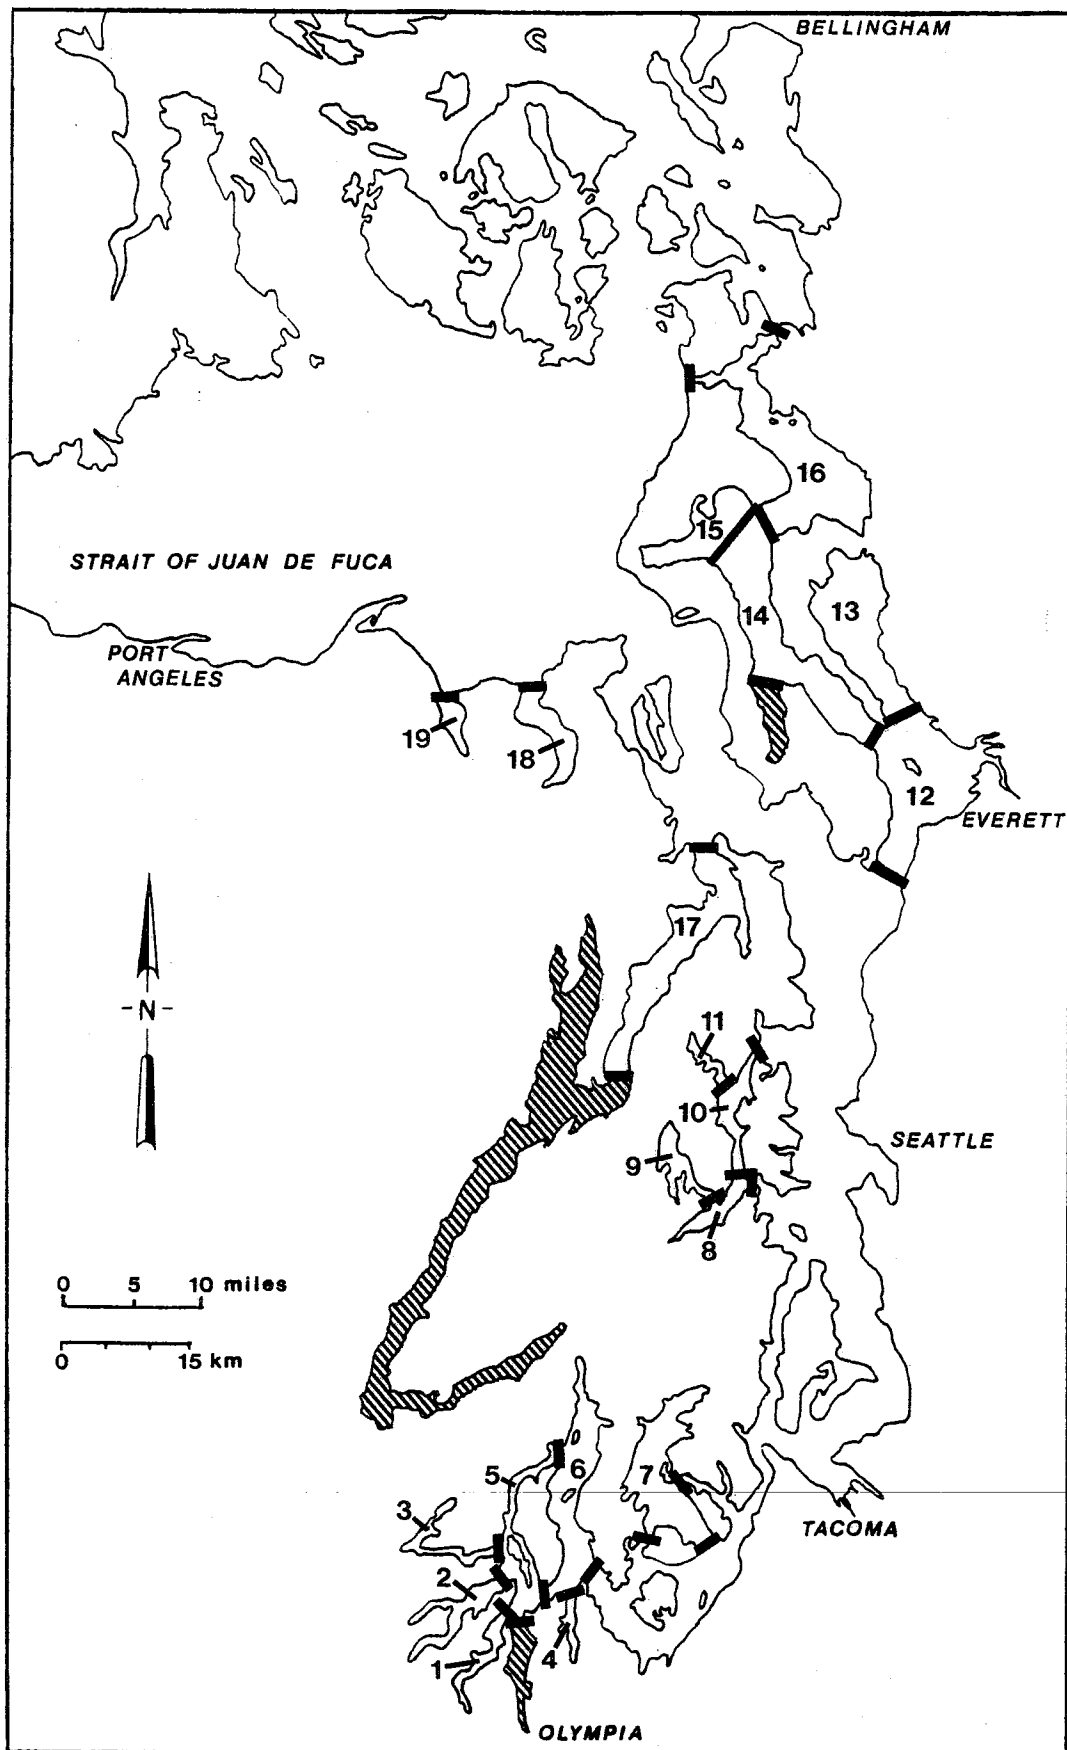 BELLINGHAM
16
15
STRAIT OF JUAN DE FUCA
14
13
PORT
ANGELES
19
18
12
EVERETT
17
-N-
11
10
SEATTLE
9
8
0 5 10 miles
0 15 km
5
6
7
3
TACOMA
2
4
1
OLYMPIA